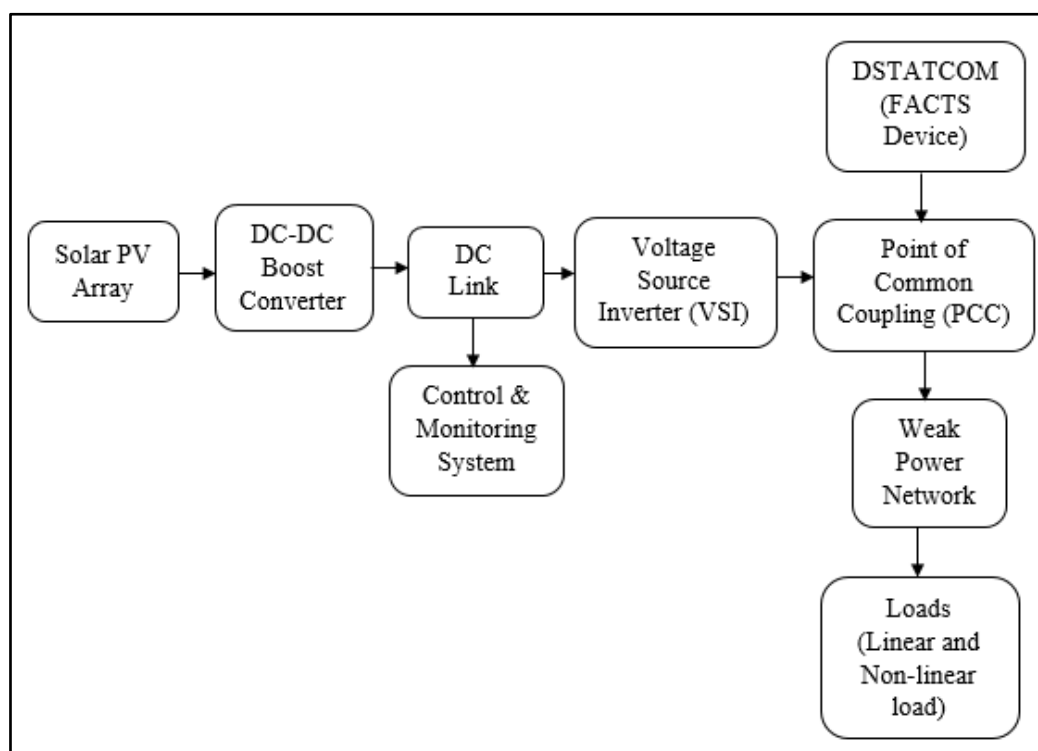 DSTATCOM
(FACTS
Device)
Solar PV
Array
DC-DC
Boost
Converter
DC
Link
Voltage
Source
Inverter (VSI)
Point of
Common
Coupling (PCC)
Control &
Monitoring
System
Weak
Power
Network
Loads
(Linear and
Non-linear
load)